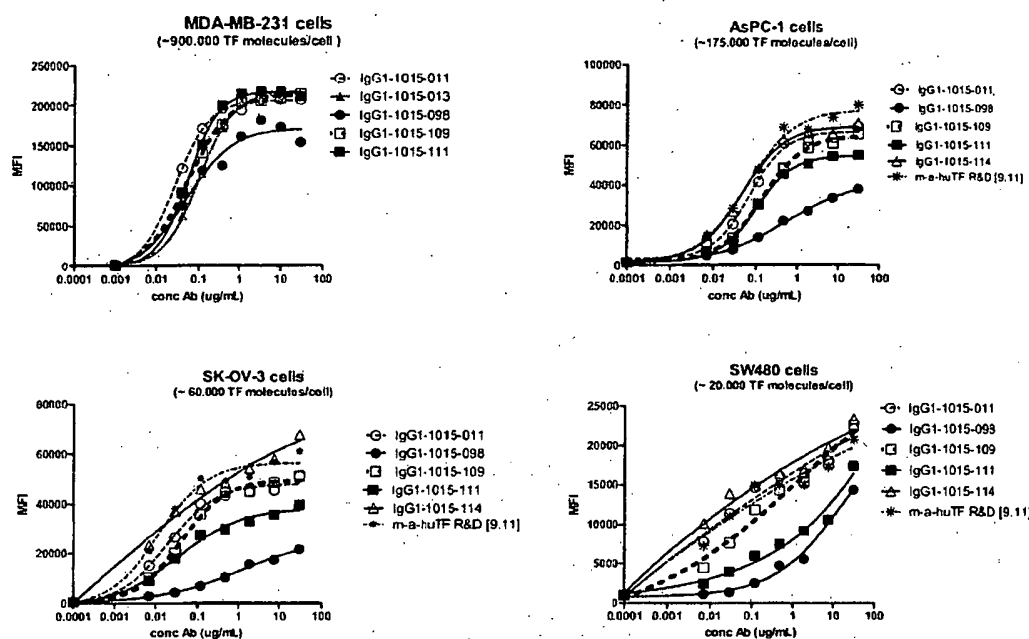 MDA-MB-231 cells
(~900.000 TF molecules/cell )
250000
200000
150000
100000
50000
0
MFI
0.0001 0.001 0.01 0.1 1 10 100
conc Ab (ug/mL)
IgG1-1015-011
IgG1-1015-013
IgG1-1015-098
IgG1-1015-109
IgG1-1015-111
AsPC-1 cells
(~175.000 TF molecules/cell)
100000
80000
60000
40000
20000
0
MFI
0.0001 0.001 0.01 0.1 1 10 100
conc Ab (ug/mL)
IgG1-1015-011
IgG1-1015-098
IgG1-1015-109
IgG1-1015-111
IgG1-1015-114
m-a-huTF R&D [9.11]
SK-OV-3 cells
(~ 60.000 TF molecules/cell)
80000
60000
40000
20000
0
MFI
0.0001 0.001 0.01 0.1 1 10 100
conc Ab (ug/mL)
IgG1-1015-011
IgG1-1015-098
IgG1-1015-109
IgG1-1015-111
IgG1-1015-114
m-a-huTF R&D [9.11]
SW480 cells
(~ 20.000 TF molecules/cell)
25000
20000
15000
10000
5000
0
MFI
0.0001 0.001 0.01 0.1 1 10 100
conc Ab (ug/mL)
IgG1-1015-011
IgG1-1015-098
IgG1-1015-109
IgG1-1015-111
IgG1-1015-114
m-a-huTF R&D [9.11]